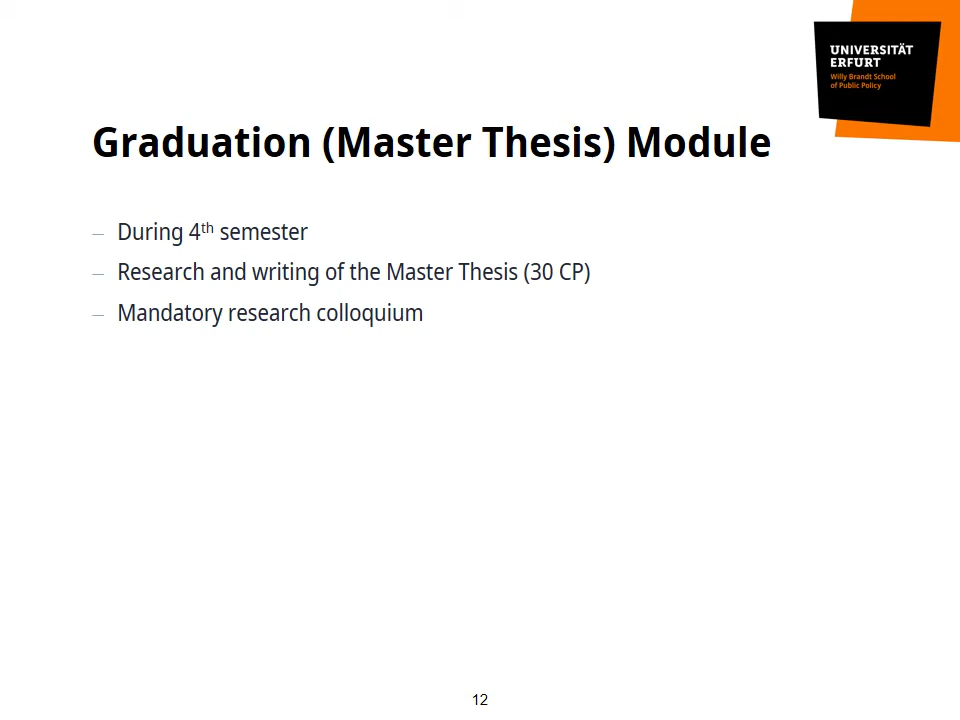 UNIVERSITÄT
ERFURT
Willy Brandt School
of Public Policy
Graduation (Master Thesis) Module
– During 4th semester
– Research and writing of the Master Thesis (30 CP)
– Mandatory research colloquium
12